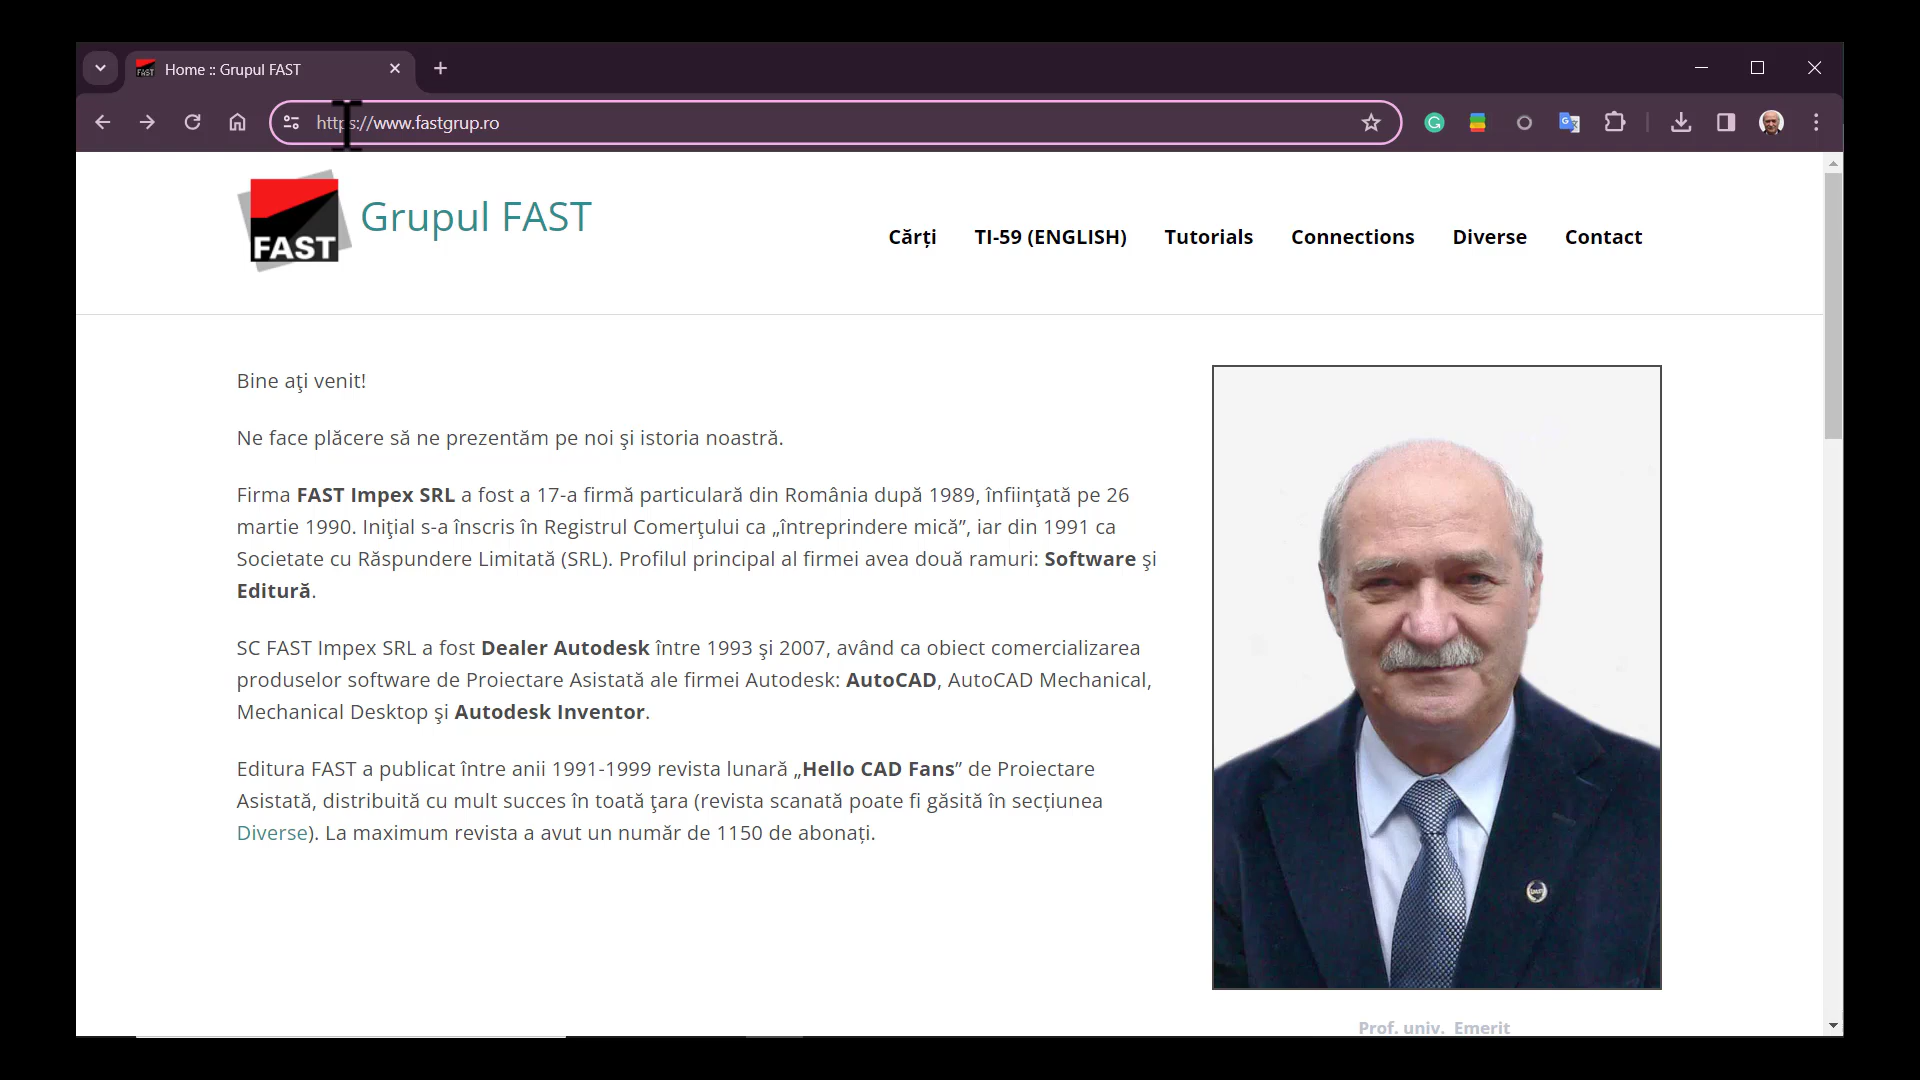 Home :: Grupul FAST
https://www.fastgrup.ro
FAST
Grupul FAST
Cărți
TI-59 (ENGLISH)
Tutorials
Connections
Diverse
Contact
Bine aţi venit!
Ne face plăcere să ne prezentăm pe noi şi istoria noastră.
Firma FAST Impex SRL a fost a 17-a firmă particulară din România după 1989, înfiinţată pe 26
martie 1990. Iniţial s-a înscris în Registrul Comerţului ca „întreprindere mică”, iar din 1991 ca
Societate cu Răspundere Limitată (SRL). Profilul principal al firmei avea două ramuri: Software şi
Editură.
SC FAST Impex SRL a fost Dealer Autodesk între 1993 şi 2007, având ca obiect comercializarea
produselor software de Proiectare Asistată ale firmei Autodesk: AutoCAD, AutoCAD Mechanical,
Mechanical Desktop şi Autodesk Inventor.
Editura FAST a publicat între anii 1991-1999 revista lunară „Hello CAD Fans” de Proiectare
Asistată, distribuită cu mult succes în toată ţara (revista scanată poate fi găsită în secțiunea
Diverse). La maximum revista a avut un număr de 1150 de abonați.
Prof. univ. Emerit